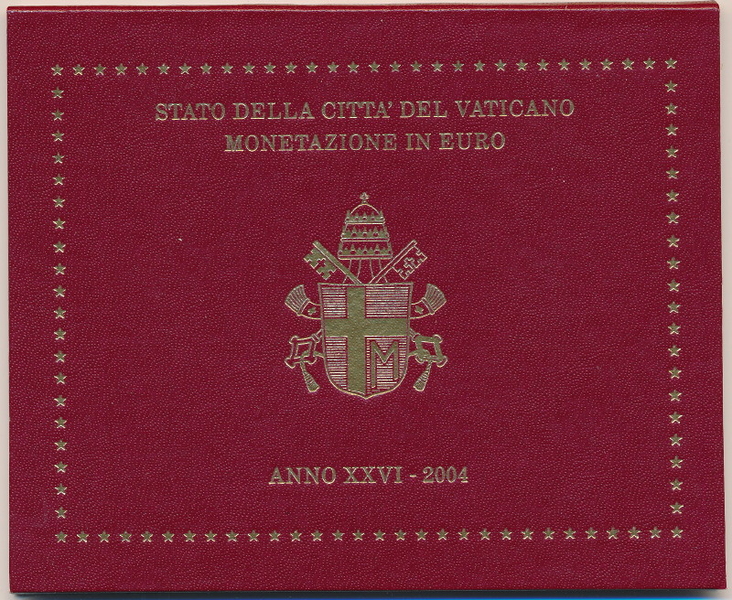 STATO DELLA CITTA' DEL VATICANO
MONETAZIONE IN EURO
M
ANNO XXVI - 2004